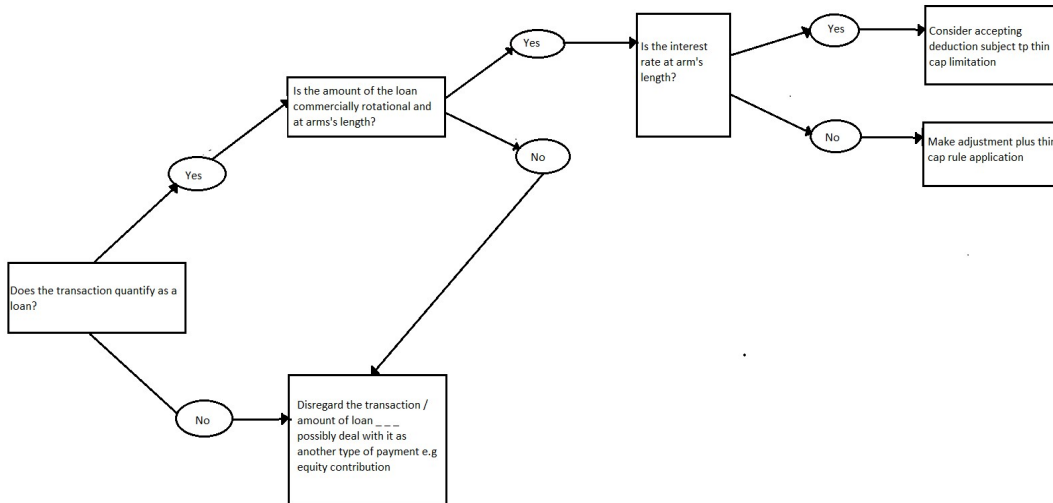 Does the transaction quantify as a
loan?
Yes
No
Is the amount of the loan
commercially rotational and
at arms's length?
Yes
No
Disregard the transaction /
amount of loan _ _ _
possibly deal with it as
another type of payment e.g
equity contribution
Is the interest
rate at arm's
length?
Yes
No
Consider accepting
deduction subject tp thin
cap limitation
Make adjustment plus thin
cap rule application